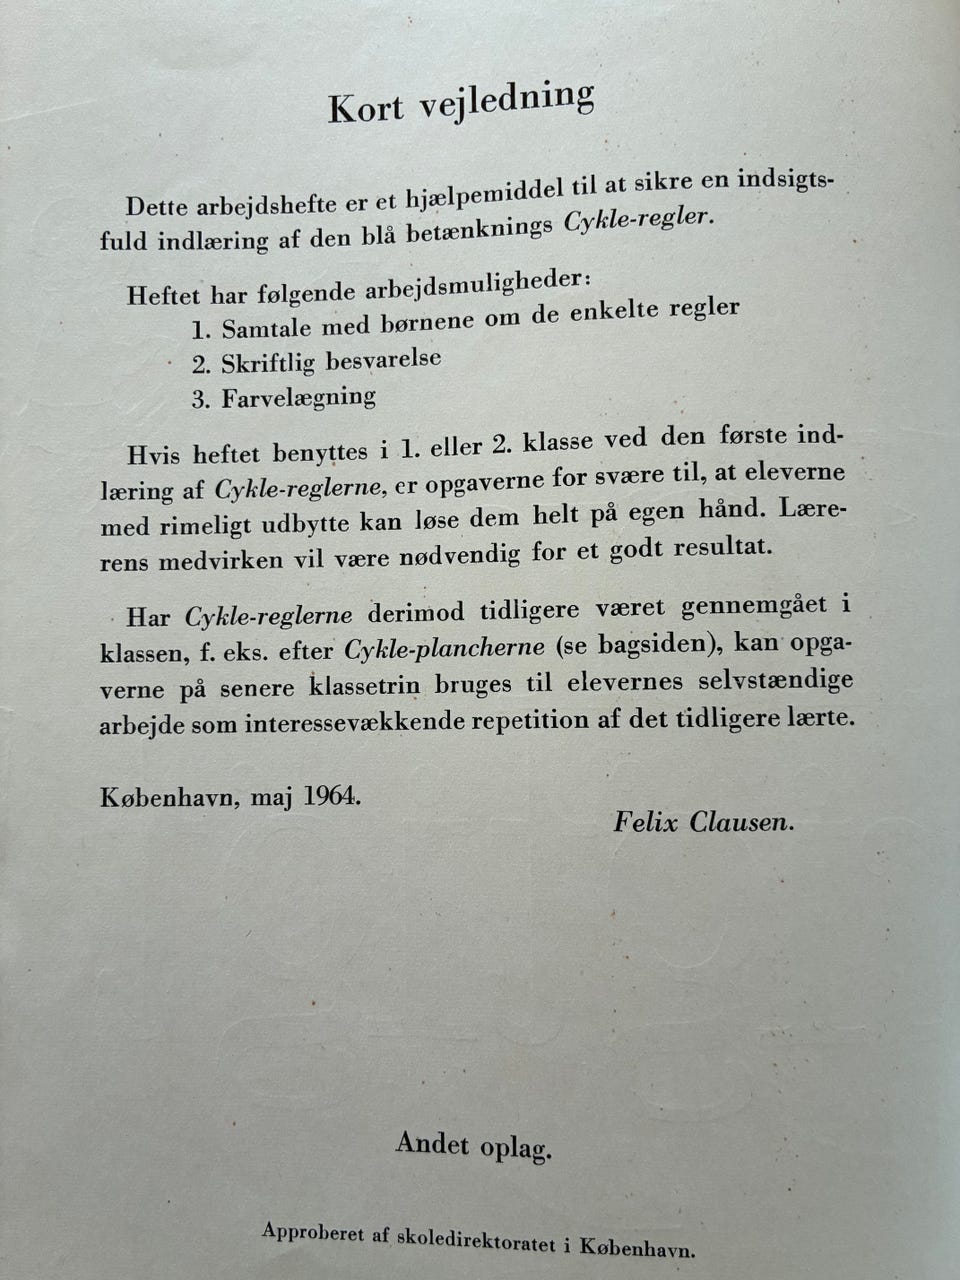 Kort vejledning
Dette arbejdshefte er et hjælpemiddel til at sikre en indsigts-
fuld indlæring af den blå betænknings Cykle-regler.
Heftet har følgende arbejdsmuligheder:
1. Samtale med børnene om de enkelte regler
2. Skriftlig besvarelse
3. Farvelægning
Hvis heftet benyttes i 1. eller 2. klasse ved den første ind-
læring af Cykle-reglerne, er opgaverne for svære til, at eleverne
med rimeligt udbytte kan løse dem helt på egen hånd. Lære-
rens medvirken vil være nødvendig for et godt resultat.
Har Cykle-reglerne derimod tidligere været gennemgået i
klassen, f. eks. efter Cykle-plancherne (se bagsiden), kan opga-
verne på senere klassetrin bruges til elevernes selvstændige
arbejde som interessevækkende repetition af det tidligere lærte.
København, maj 1964.
Felix Clausen.
Andet oplag.
Approberet af skoledirektoratet i København.